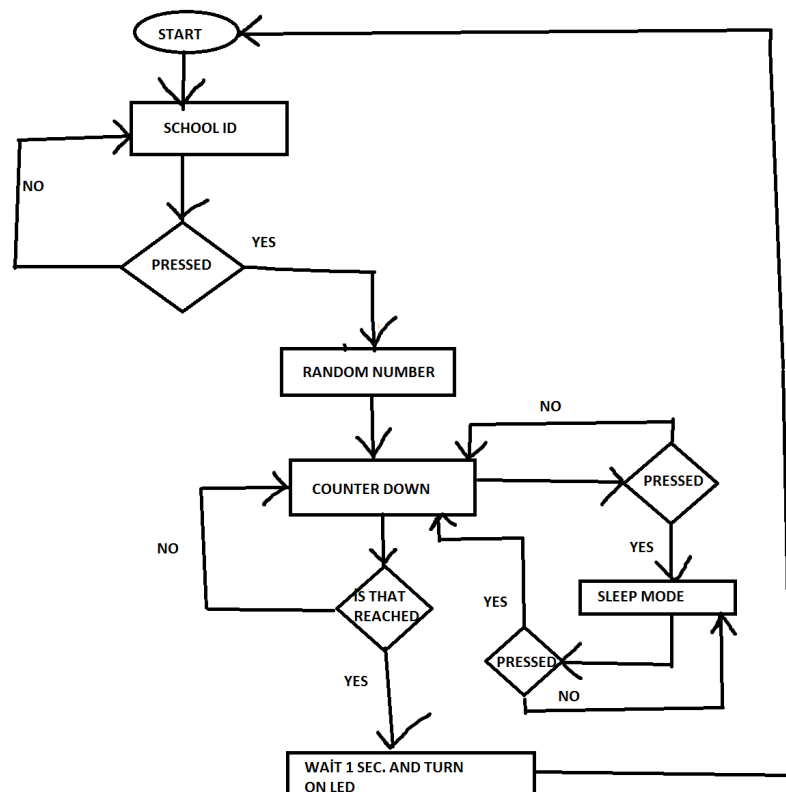 START
SCHOOL ID
NO
YES
PRESSED
RANDOM NUMBER
NO
PRESSED
COUNTER DOWN
NO
YES
IS THAT
REACHED
YES
SLEEP MODE
PRESSED
YES
NO
WAİT 1 SEC. AND TURN
ON LED